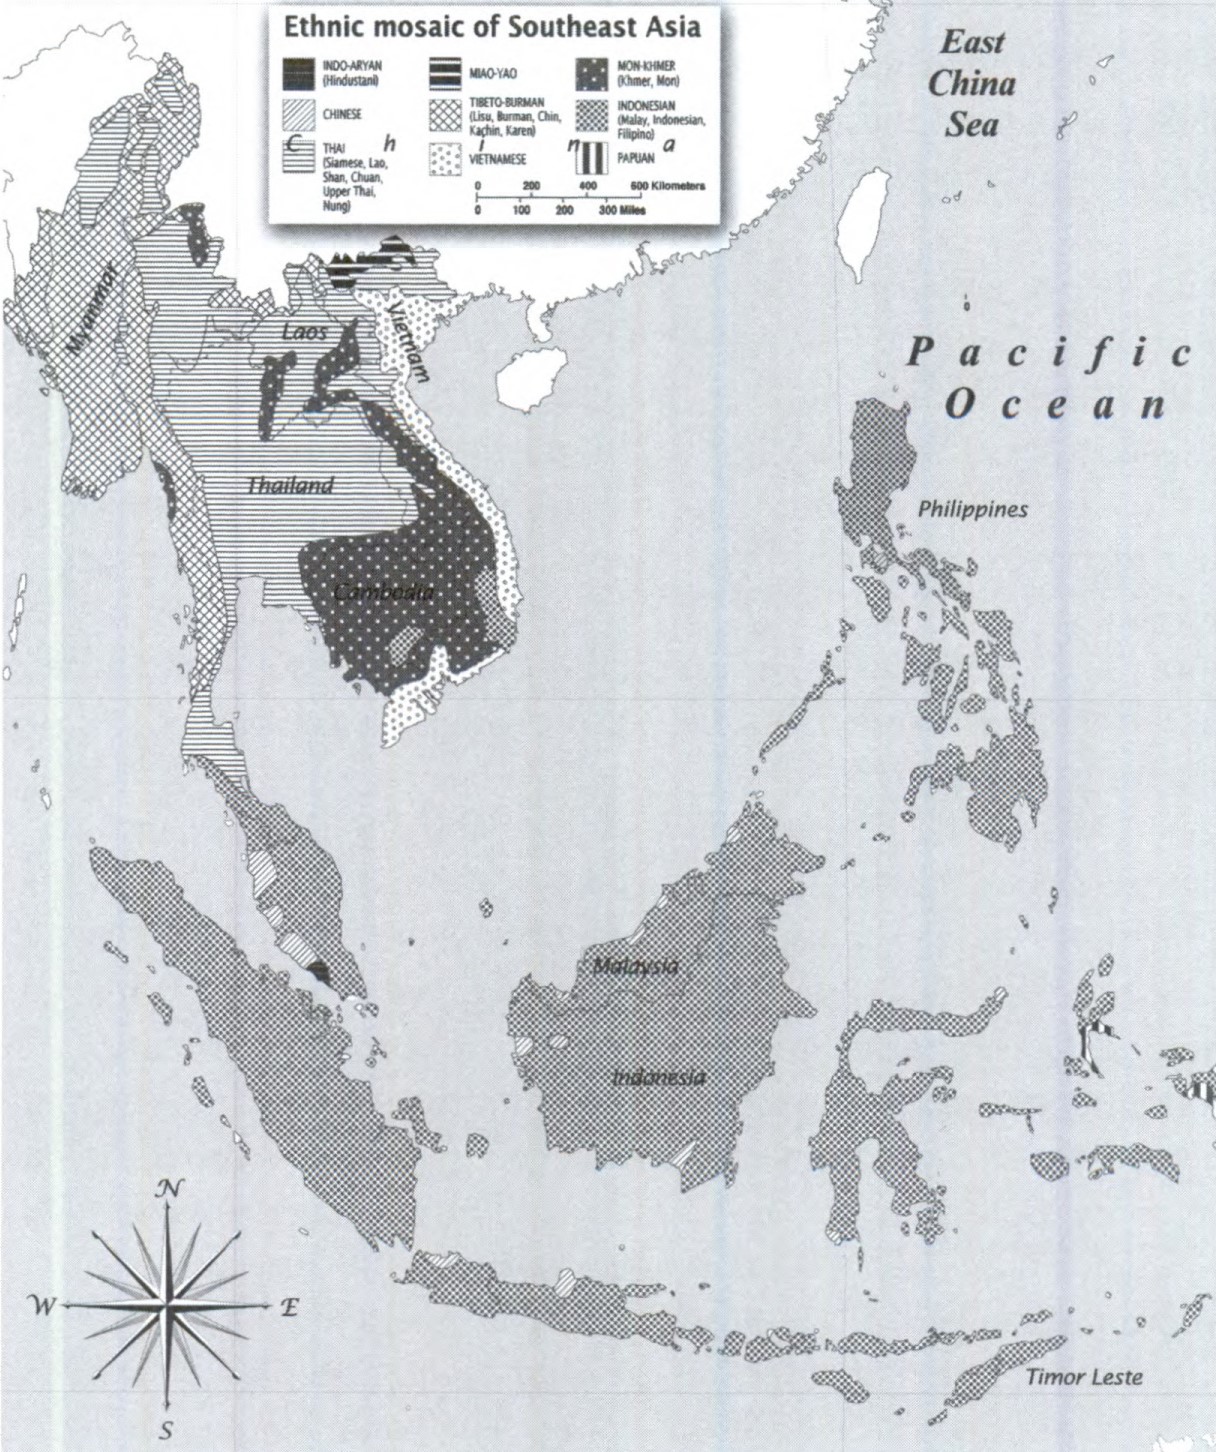 Ethnic mosaic of Southeast Asia
INDO-ARYAN
(Hindustani)
MIAO-YAO
MON-KHMER
(Khmer, Mon)
CHINESE
TIBETO-BURMAN
(Lisu, Burman, Chin,
Kachin, Karen)
INDONESIAN
(Malay, Indonesian,
Filipino)
THAI
(Siamese, Lao,
Shan, Chuan,
Upper Thai,
Nung)
VIETNAMESE
PAPUAN
0 200 400 600 Kilometers
0 100 200 300 Miles
China
East
China
Sea
Myanmar
Laos
Vietnam
Pacific
Ocean
Thailand
Philippines
Cambodia
Malaysia
Indonesia
N
W
E
S
Timor Leste